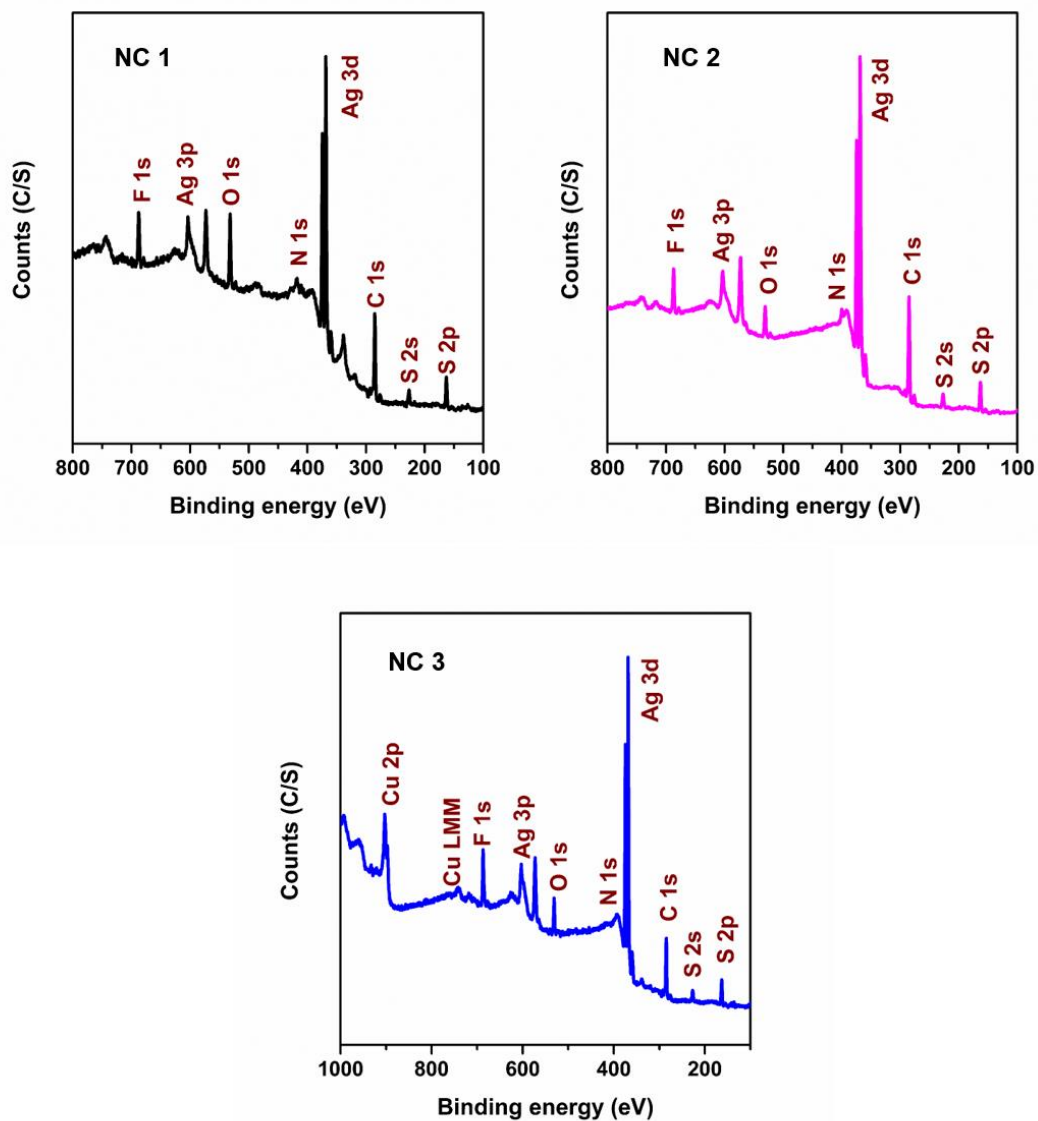 NC 1
Counts (C/S)
F 1s
Ag 3p
O 1s
N 1s
Ag 3d
C 1s
S 2s
S 2p
800 700 600 500 400 300 200 100
Binding energy (eV)
NC 2
Counts (C/S)
F 1s
Ag 3p
O 1s
N 1s
Ag 3d
C 1s
S 2s
S 2p
800 700 600 500 400 300 200 100
Binding energy (eV)
NC 3
Counts (C/S)
Cu 2p
Cu LMM
F 1s
Ag 3p
O 1s
N 1s
Ag 3d
C 1s
S 2s
S 2p
1000 800 600 400 200
Binding energy (eV)